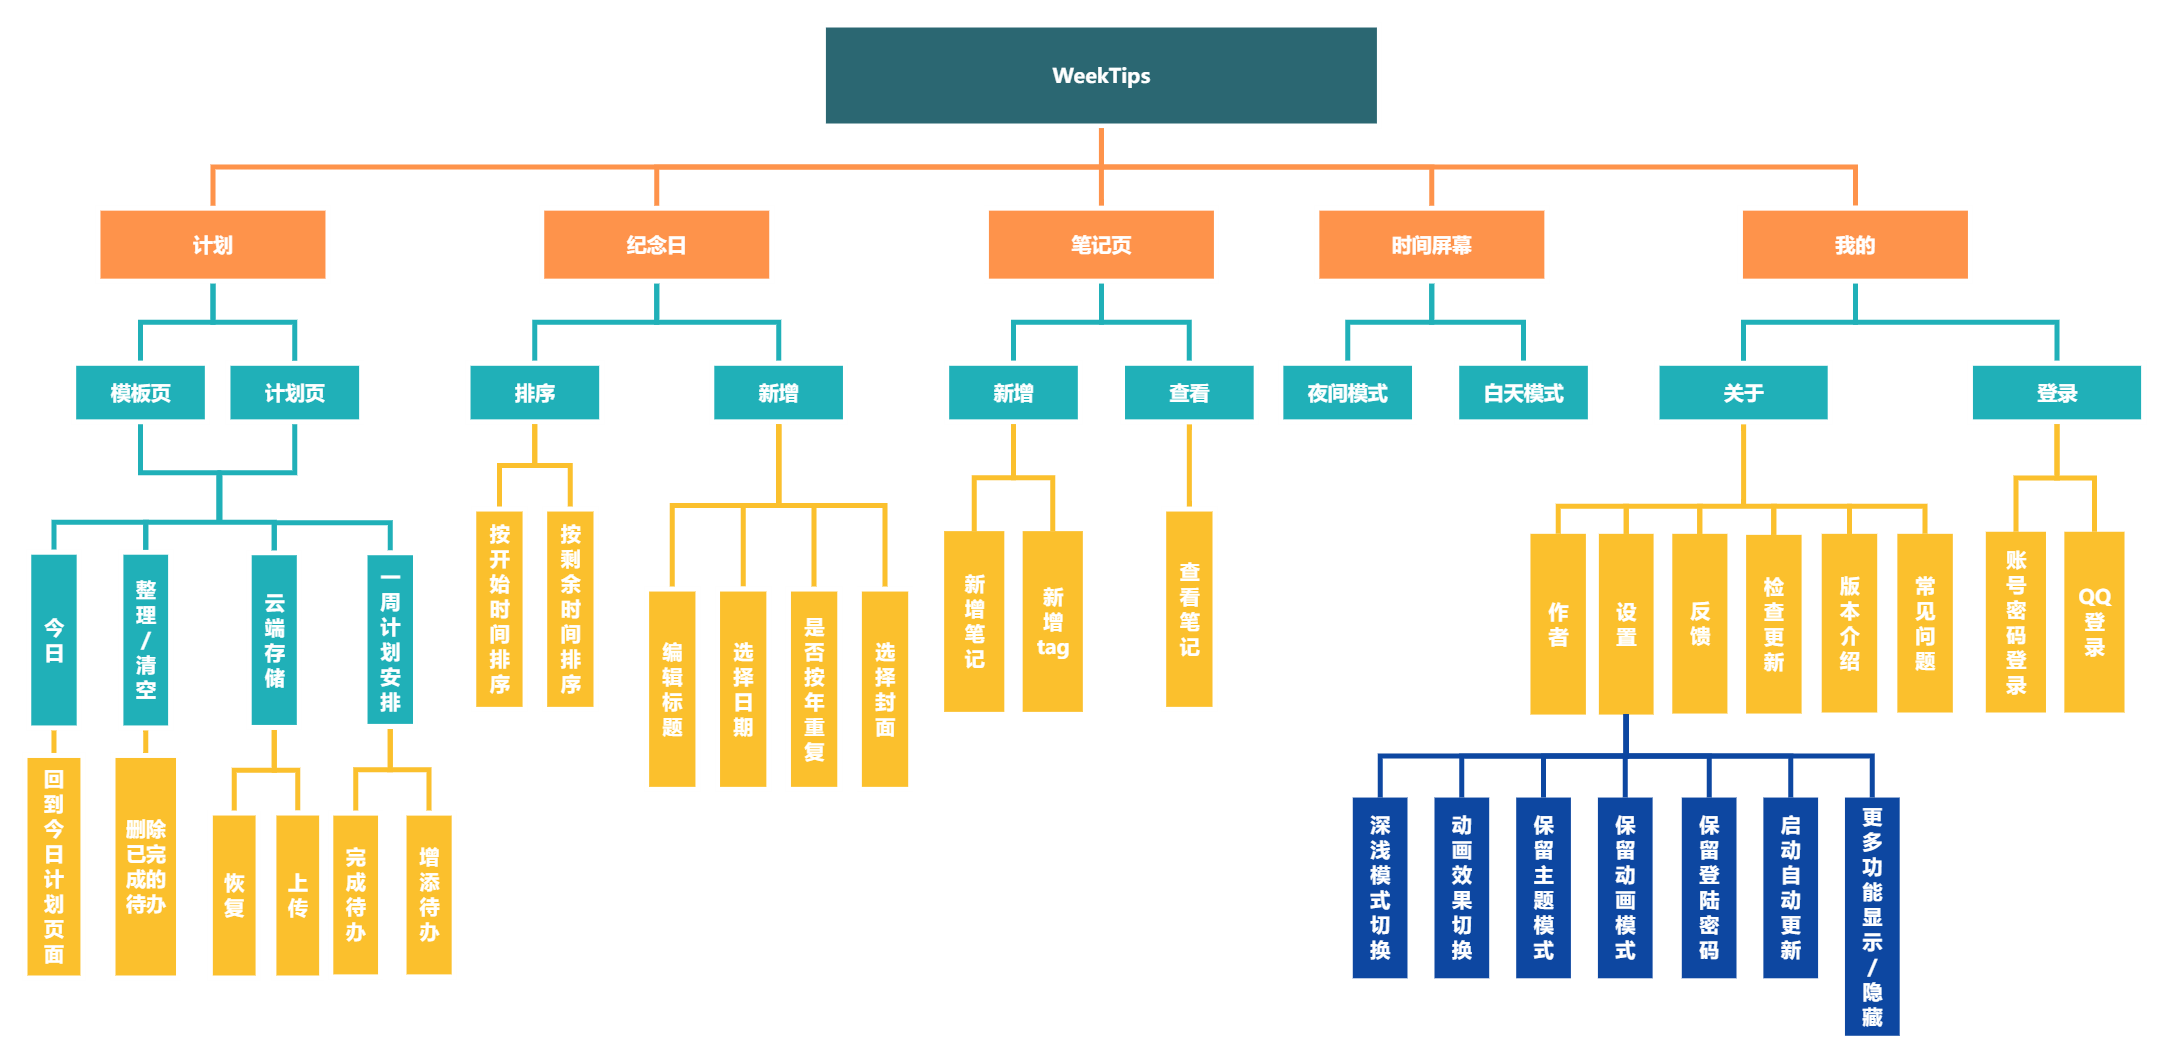 WeekTips
计划
纪念日
笔记页
时间屏幕
我的
模板页
计划页
排序
新增
新增
查看
夜间模式
白天模式
关于
登录
今日
整理/清空
云端存储
一周计划安排
按开始时间排序
按剩余时间排序
编辑标题
选择日期
是否按年重复
选择封面
新增笔记
新增tag
查看笔记
作者
设置
反馈
检查更新
版本介绍
常见问题
账号密码登录
QQ登录
回到今日计划页面
删除
已完
成的
待办
恢复
上传
完成待办
增添待办
深浅模式切换
动画效果切换
保留主题模式
保留动画模式
保留登陆密码
启动自动更新
更多功能显示/隐藏